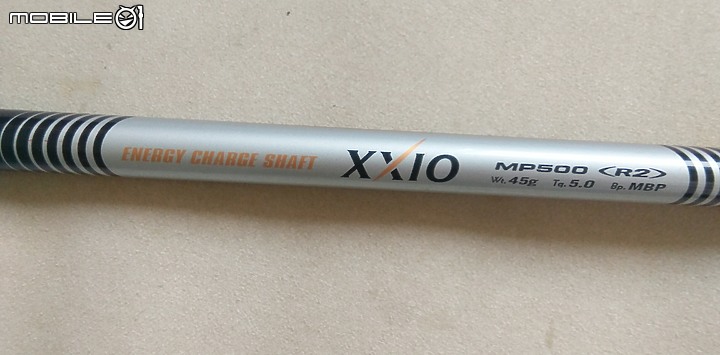 MOBILE01
ENERGY CHARGE SHAFT XXIO MP500 <R2>
Wt. 45g Tq. 5.0 Bp. MBP